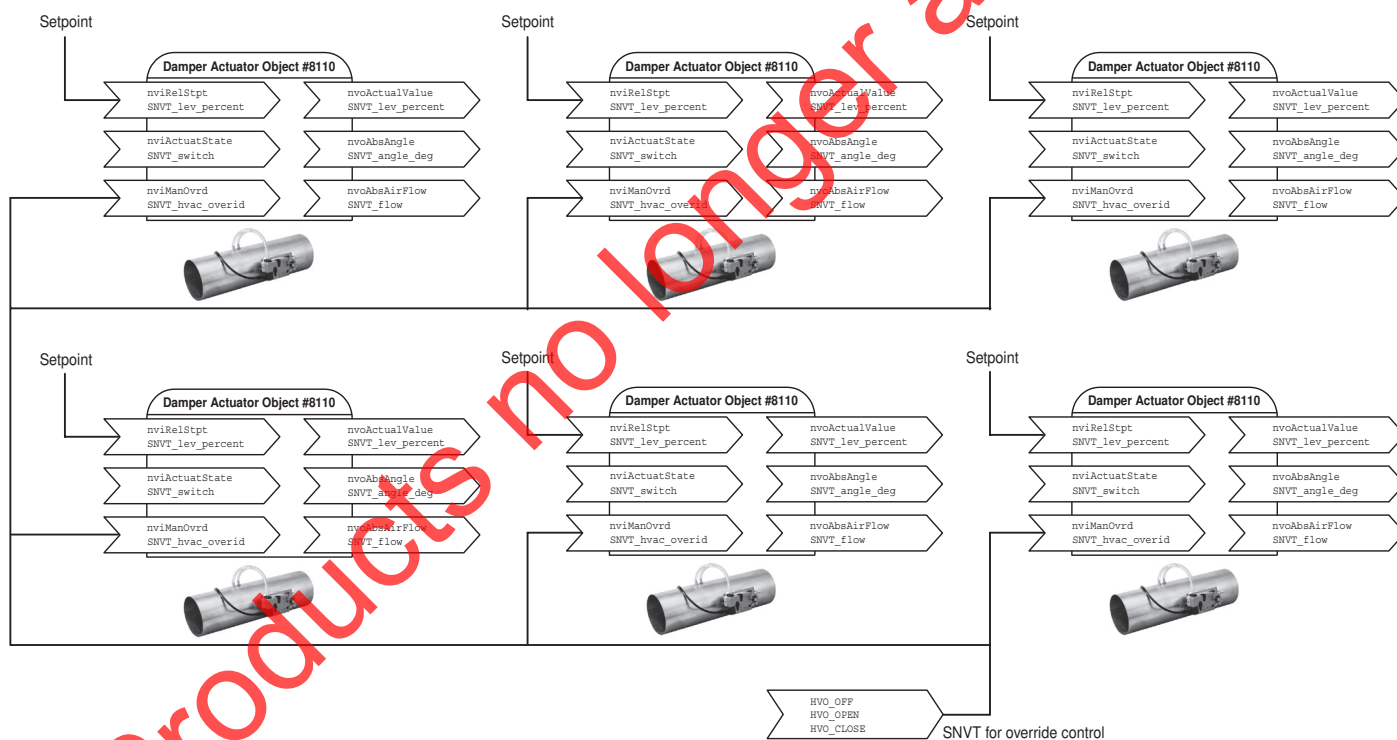 Setpoint
Setpoint
Setpoint
Damper Actuator Object #8110
Damper Actuator Object #8110
Damper Actuator Object #8110
nviRelStpt
SNVT_lev_percent
nvoActualValue
SNVT_lev_percent
nviRelStpt
SNVT_lev_percent
nvoActualValue
SNVT_lev_percent
nviRelStpt
SNVT_lev_percent
nvoActualValue
SNVT_lev_percent
nviActuatState
SNVT_switch
nvoAbsAngle
SNVT_angle_deg
nviActuatState
SNVT_switch
nvoAbsAngle
SNVT_angle_deg
nviActuatState
SNVT_switch
nvoAbsAngle
SNVT_angle_deg
nviManOvrd
SNVT_hvac_overid
nvoAbsAirFlow
SNVT_flow
nviManOvrd
SNVT_hvac_overid
nvoAbsAirFlow
SNVT_flow
nviManOvrd
SNVT_hvac_overid
nvoAbsAirFlow
SNVT_flow
Setpoint
Setpoint
Setpoint
Damper Actuator Object #8110
Damper Actuator Object #8110
Damper Actuator Object #8110
nviRelStpt
SNVT_lev_percent
nvoActualValue
SNVT_lev_percent
nviRelStpt
SNVT_lev_percent
nvoActualValue
SNVT_lev_percent
nviRelStpt
SNVT_lev_percent
nvoActualValue
SNVT_lev_percent
nviActuatState
SNVT_switch
nvoAbsAngle
SNVT_angle_deg
nviActuatState
SNVT_switch
nvoAbsAngle
SNVT_angle_deg
nviActuatState
SNVT_switch
nvoAbsAngle
SNVT_angle_deg
nviManOvrd
SNVT_hvac_overid
nvoAbsAirFlow
SNVT_flow
nviManOvrd
SNVT_hvac_overid
nvoAbsAirFlow
SNVT_flow
nviManOvrd
SNVT_hvac_overid
nvoAbsAirFlow
SNVT_flow
HVO_OFF
HVO_OPEN
HVO_CLOSE
SNVT for override control
Products no longer